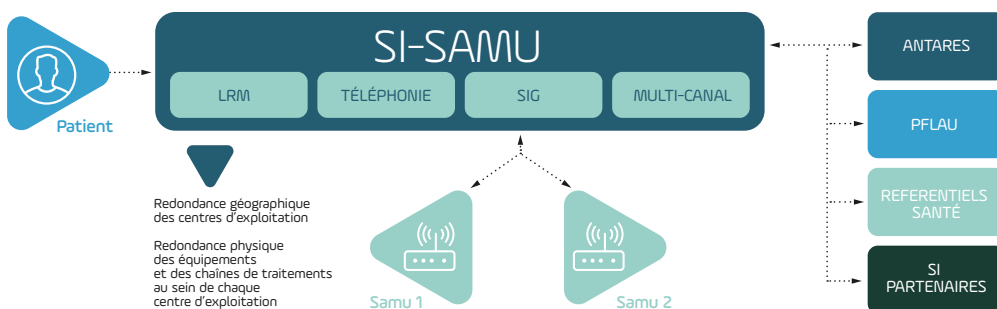 SI-SAMU
LRM
TÉLÉPHONIE
SIG
MULTI-CANAL
Patient
Redondance géographique
des centres d'exploitation
Redondance physique
des équipements
et des chaînes de traitements
au sein de chaque
centre d'exploitation
Samu 1
Samu 2
ANTARES
PFLAU
REFERENTIELS
SANTÉ
SI
PARTENAIRES